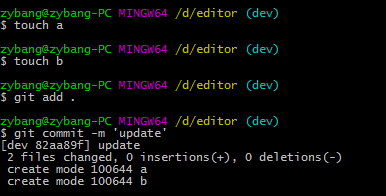 zybang@zybang-PC MINGW64 /d/editor (dev)
$ touch a
zybang@zybang-PC MINGW64 /d/editor (dev)
$ touch b
zybang@zybang-PC MINGW64 /d/editor (dev)
$ git add .
zybang@zybang-PC MINGW64 /d/editor (dev)
$ git commit -m 'update'
[dev 82aa89f] update
 2 files changed, 0 insertions(+), 0 deletions(-)
 create mode 100644 a
 create mode 100644 b